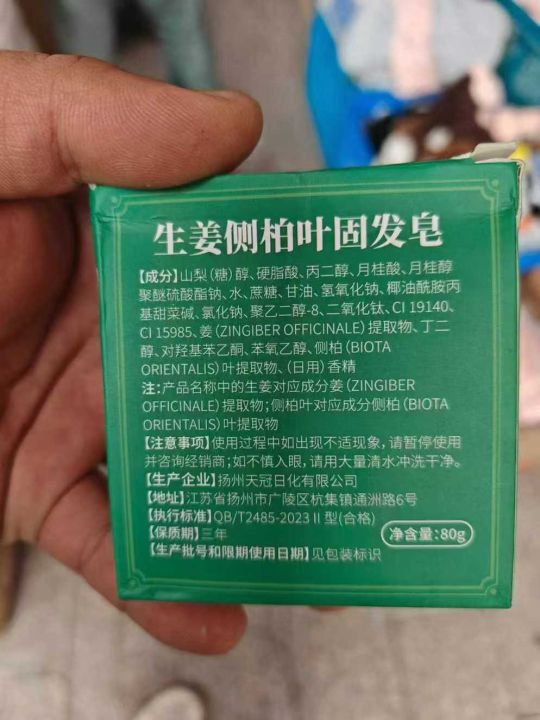 生姜侧柏叶固发皂
【成分】山梨(糖)醇、硬脂酸、丙二醇、月桂酸、月桂醇
聚醚硫酸酯钠、水、蔗糖、甘油、氢氧化钠、椰油酰胺丙
基甜菜碱、氯化钠、聚乙二醇-8、二氧化钛、CI 19140、
CI 15985、姜(ZINGIBER OFFICINALE)提取物、丁二
醇、对羟基苯乙酮、苯氧乙醇、侧柏(BIOTA
ORIENTALIS)叶提取物、(日用)香精
注:产品名称中的生姜对应成分姜(ZINGIBER
OFFICINALE)提取物;侧柏叶对应成分侧柏(BIOTA
ORIENTALIS)叶提取物
【注意事项】使用过程中如出现不适现象,请暂停使用
并咨询经销商;如不慎入眼,请用大量清水冲洗干净。
【生产企业】扬州天冠日化有限公司
【地址】江苏省扬州市广陵区杭集镇通洲路6号
【执行标准】QB/T2485-2023 II 型(合格)
【保质期】三年
净含量:80g
【生产批号和限期使用日期】见包装标识